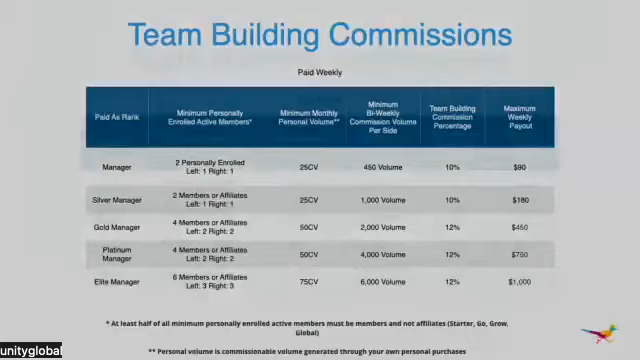 Team Building Commissions
Paid Weekly
Paid As Rank
Minimum Personally
Enrolled Active Members*
Minimum Monthly
Personal Volume**
Minimum
Bi-Weekly
Commission Volume
Per Side
Team Building
Commission
Percentage
Maximum
Weekly
Payout
Manager
2 Personally Enrolled
Left: 1 Right: 1
25CV
450 Volume
10%
$90
Silver Manager
2 Members or Affiliates
Left: 1 Right: 1
25CV
1,000 Volume
10%
$180
Gold Manager
4 Members or Affiliates
Left: 2 Right: 2
50CV
2,000 Volume
12%
$450
Platinum
Manager
4 Members or Affiliates
Left: 2 Right: 2
50CV
4,000 Volume
12%
$750
Elite Manager
6 Members or Affiliates
Left: 3 Right: 3
75CV
6,000 Volume
12%
$1,000
* At least half of all minimum personally enrolled active members must be members and not affiliates (Starter, Go, Grow,
Global)
** Personal volume is commissionable volume generated through your own personal purchases
unityglobal